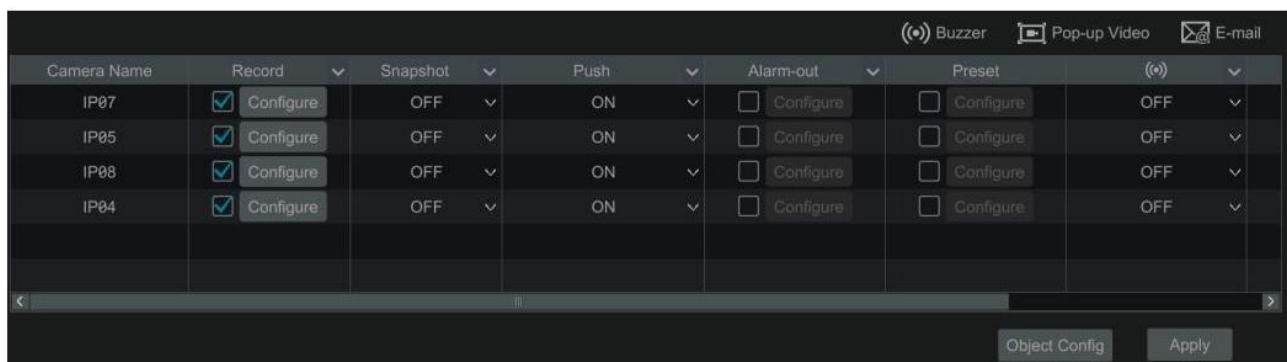 Buzzer Pop-up Video E-mail
Camera Name Record Snapshot Push Alarm-out Preset
IP07 Configure OFF ON Configure Configure OFF
IP05 Configure OFF ON Configure Configure OFF
IP08 Configure OFF ON Configure Configure OFF
IP04 Configure OFF ON Configure Configure OFF
Object Config Apply